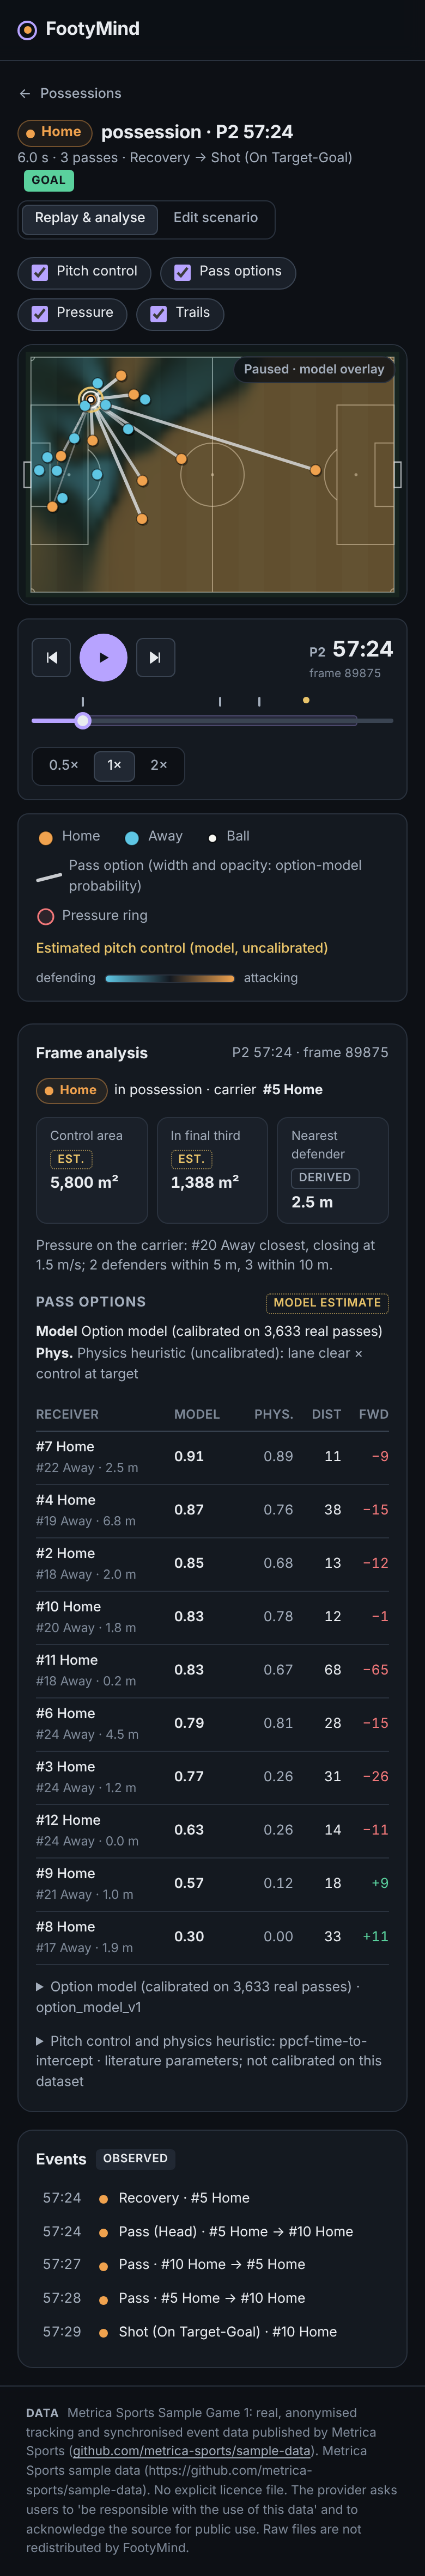 FootyMind
← Possessions
Home possession · P2 57:24
6.0 s · 3 passes · Recovery → Shot (On Target-Goal)
GOAL
Replay & analyse Edit scenario
Pitch control Pass options
Pressure Trails
Paused · model overlay
P2 57:24
frame 89875
0.5× 1× 2×
Home Away Ball
Pass option (width and opacity: option-model
probability)
Pressure ring
Estimated pitch control (model, uncalibrated)
defending attacking
Frame analysis P2 57:24 · frame 89875
Home in possession · carrier #5 Home
Control area
EST.
5,800 m²
In final third
EST.
1,388 m²
Nearest
defender
DERIVED
2.5 m
Pressure on the carrier: #20 Away closest, closing at
1.5 m/s; 2 defenders within 5 m, 3 within 10 m.
PASS OPTIONS MODEL ESTIMATE
Model Option model (calibrated on 3,633 real passes)
Phys. Physics heuristic (uncalibrated): lane clear ×
control at target
RECEIVER MODEL PHYS. DIST FWD
#7 Home
#22 Away · 2.5 m
0.91 0.89 11 −9
#4 Home
#19 Away · 6.8 m
0.87 0.76 38 −15
#2 Home
#18 Away · 2.0 m
0.85 0.68 13 −12
#10 Home
#20 Away · 1.8 m
0.83 0.78 12 −1
#11 Home
#18 Away · 0.2 m
0.83 0.67 68 −65
#6 Home
#24 Away · 4.5 m
0.79 0.81 28 −15
#3 Home
#24 Away · 1.2 m
0.77 0.26 31 −26
#12 Home
#24 Away · 0.0 m
0.63 0.26 14 −11
#9 Home
#21 Away · 1.0 m
0.57 0.12 18 +9
#8 Home
#17 Away · 1.9 m
0.30 0.00 33 +11
▶ Option model (calibrated on 3,633 real passes) ·
option_model_v1
▶ Pitch control and physics heuristic: ppcf-time-to-
intercept · literature parameters; not calibrated on this
dataset
Events OBSERVED
57:24 Recovery · #5 Home
57:24 Pass (Head) · #5 Home → #10 Home
57:27 Pass · #10 Home → #5 Home
57:28 Pass · #5 Home → #10 Home
57:29 Shot (On Target-Goal) · #10 Home
DATA Metrica Sports Sample Game 1: real, anonymised
tracking and synchronised event data published by Metrica
Sports (github.com/metrica-sports/sample-data). Metrica
Sports sample data (https://github.com/metrica-
sports/sample-data). No explicit licence file. The provider asks
users to 'be responsible with the use of this data' and to
acknowledge the source for public use. Raw files are not
redistributed by FootyMind.